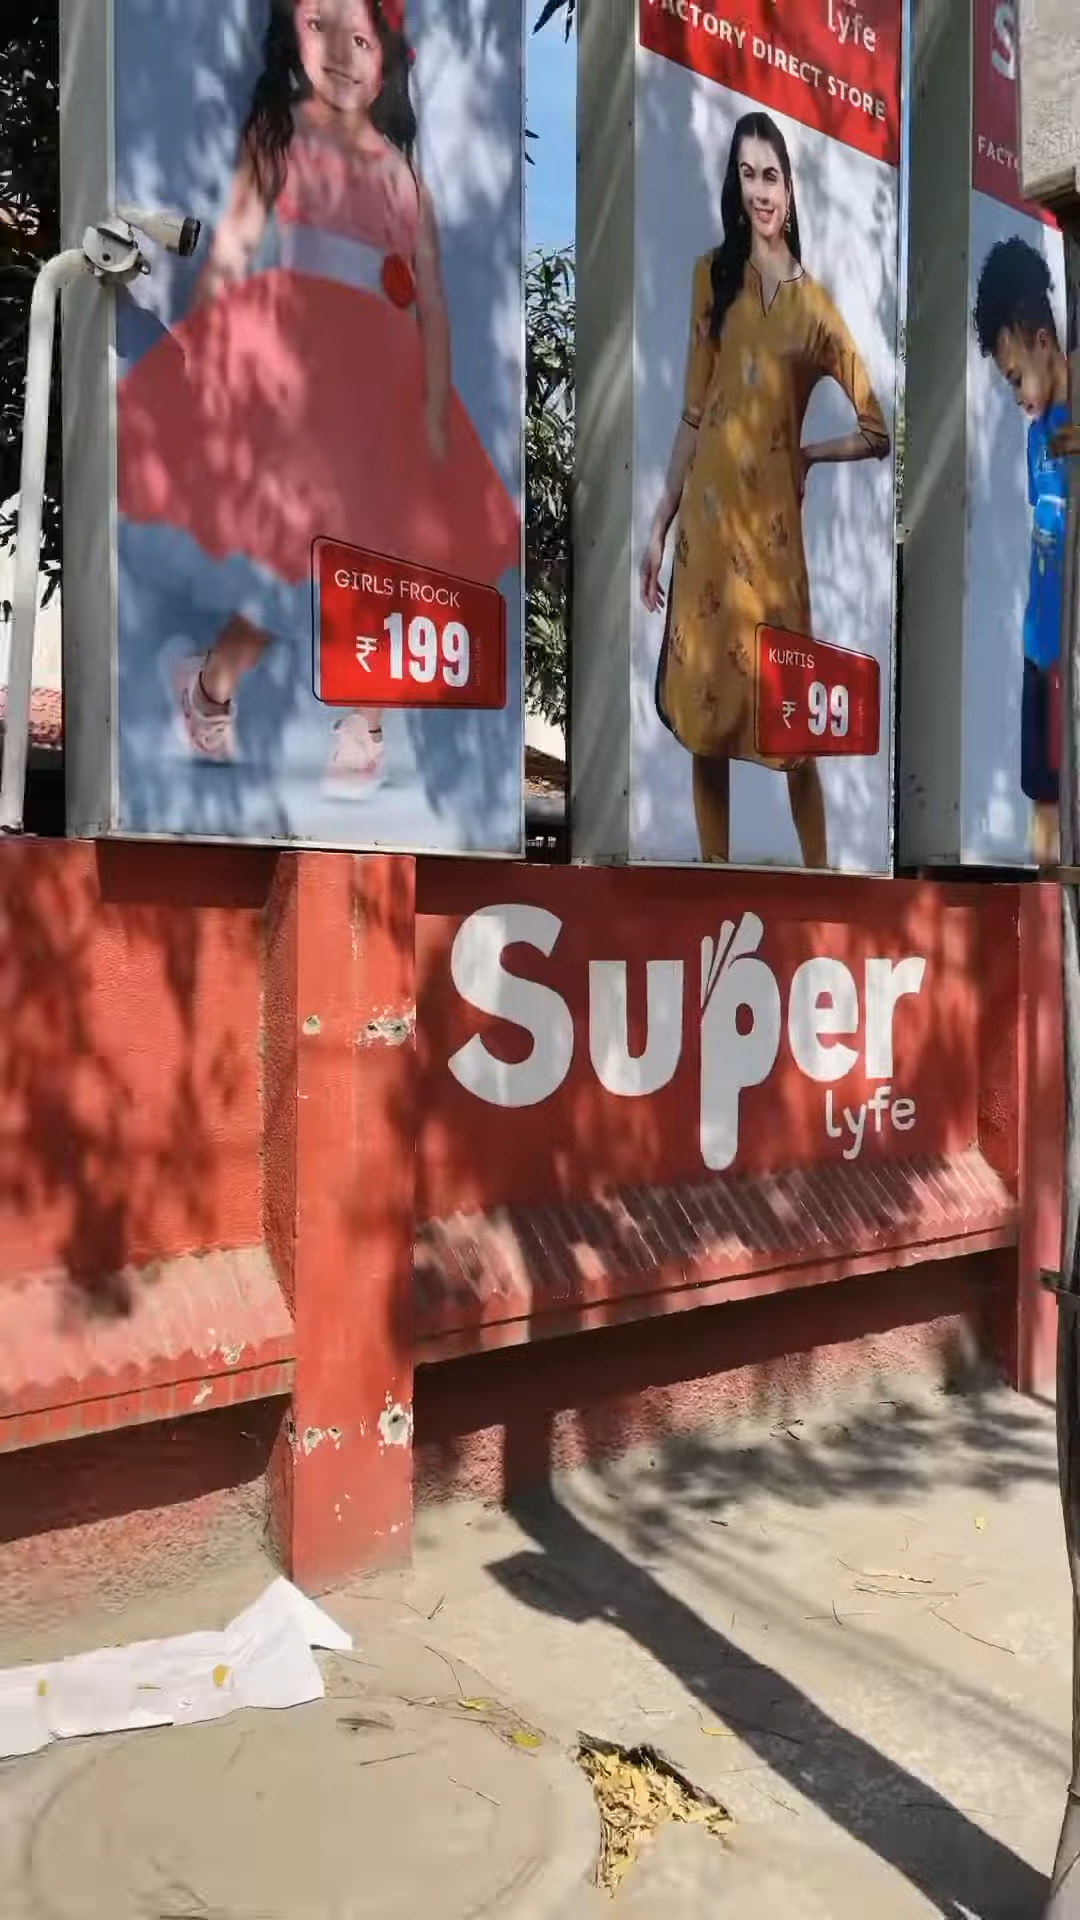 GIRLS FROCK
₹199
lyfe
FACTORY DIRECT STORE
KURTIS
₹ 99
S
Super
lyfe